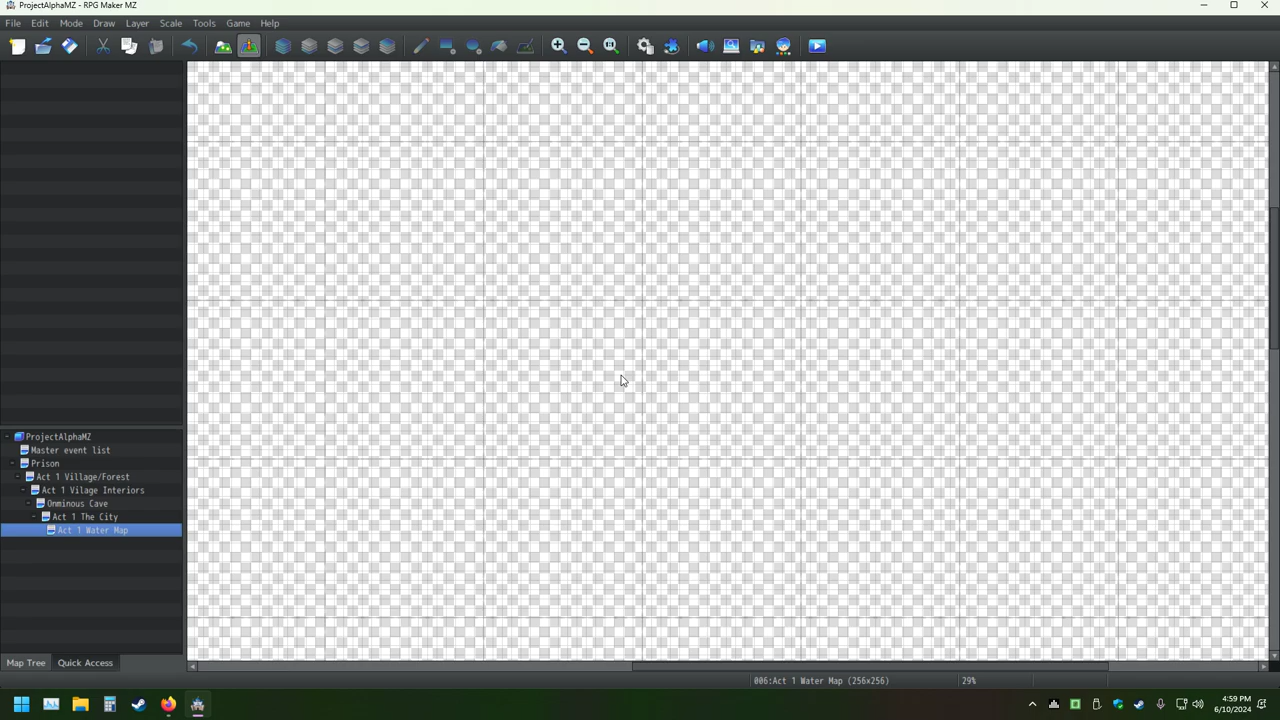 ProjectAlphaMZ - RPG Maker MZ
File Edit Mode Draw Layer Scale Tools Game Help
ProjectAlphaMZ
Master event list
Prison
Act 1 Village/Forest
Act 1 Vilage Interiors
Onminous Cave
Act 1 The City
Act 1 Water Map
Map Tree Quick Access
006:Act 1 Water Map (256x256) 29%
4:59 PM
6/10/2024